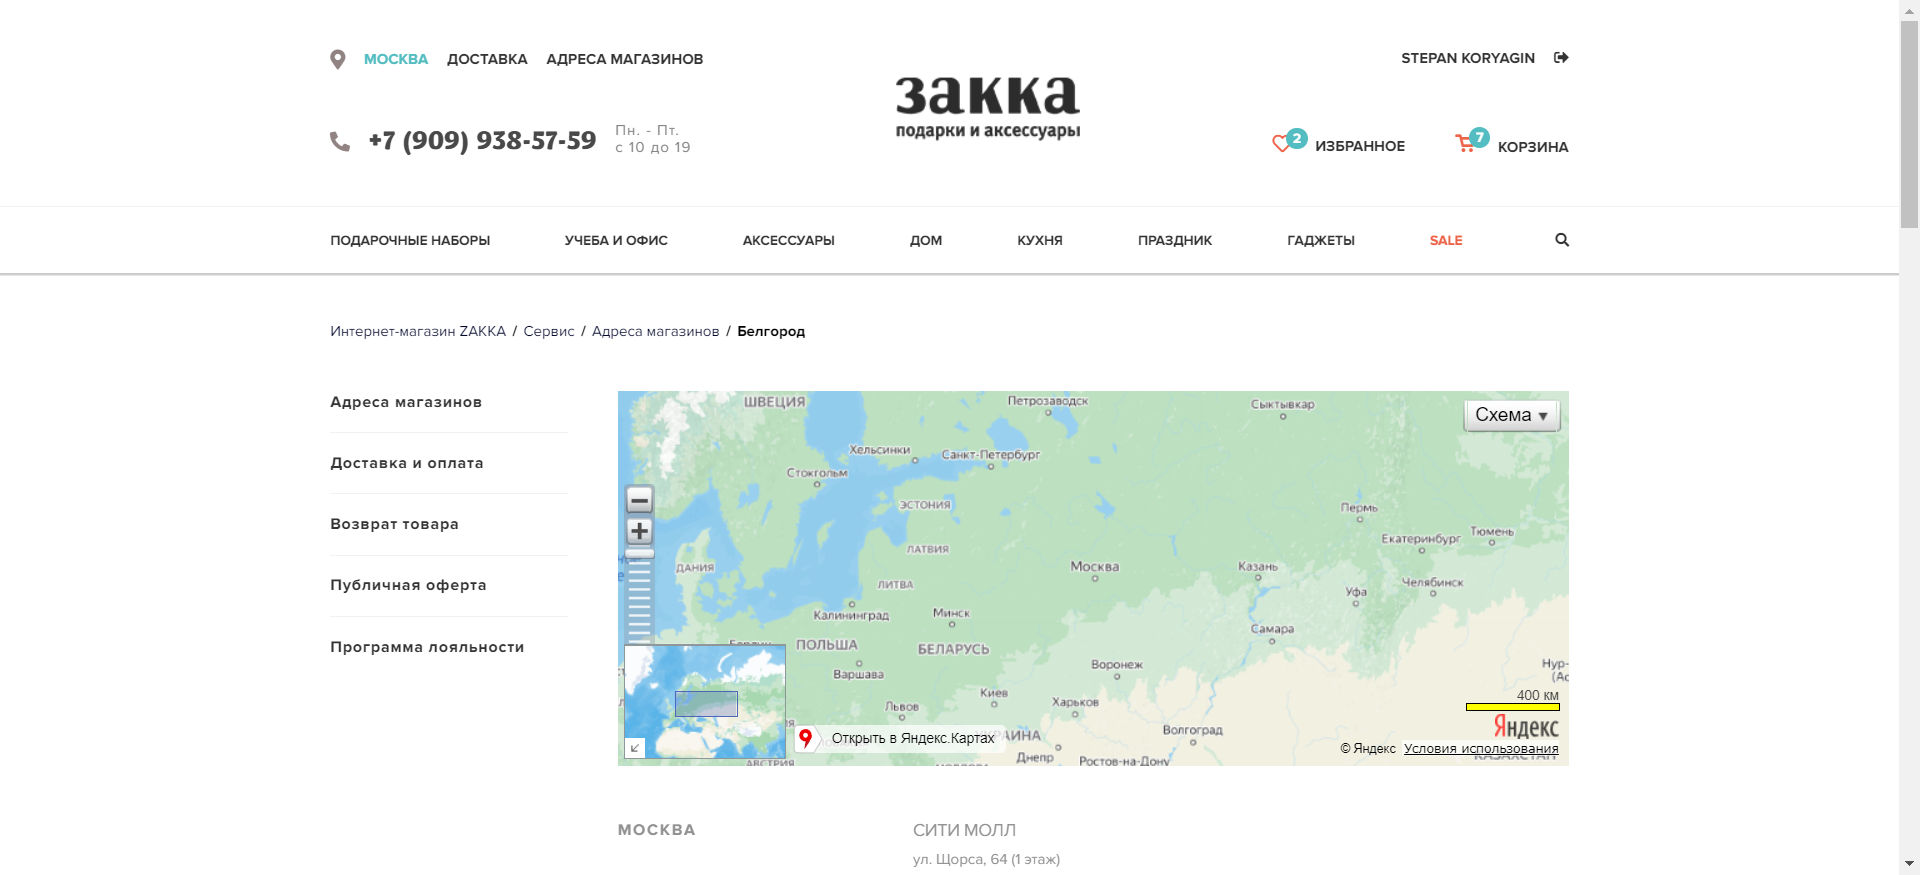 МОСКВА ДОСТАВКА АДРЕСА МАГАЗИНОВ
STEPAN KORYAGIN
закка
подарки и аксессуары
+7 (909) 938-57-59
Пн. - Пт.
с 10 до 19
2 ИЗБРАННОЕ
7 КОРЗИНА
ПОДАРОЧНЫЕ НАБОРЫ УЧЕБА И ОФИС АКСЕССУАРЫ ДОМ КУХНЯ ПРАЗДНИК ГАДЖЕТЫ SALE
Интернет-магазин ZAKKA / Сервис / Адреса магазинов / Белгород
Адреса магазинов
Доставка и оплата
Возврат товара
Публичная оферта
Программа лояльности
ШВЕЦИЯ
Петрозаводск
Сыктывкар
Схема
Хельсинки
Санкт-Петербург
Стокгольм
ЭСТОНИЯ
Пермь
Екатеринбург
Тюмень
ЛАТВИЯ
ДАНИЯ
Москва
Казань
ЛИТВА
Челябинск
Уфа
Калининград
Минск
Самара
ПОЛЬША
БЕЛАРУСЬ
Варшава
Воронеж
Нур-
(Ас
Киев
Харьков
400 км
Львов
Волгоград
Яндекс
Открыть в Яндекс.Картах
© Яндекс Условия использования
Днепр
Ростов-на-Дону
АВСТРИЯ
КАЗАХСТАН
МОСКВА
СИТИ МОЛЛ
ул. Щорса, 64 (1 этаж)